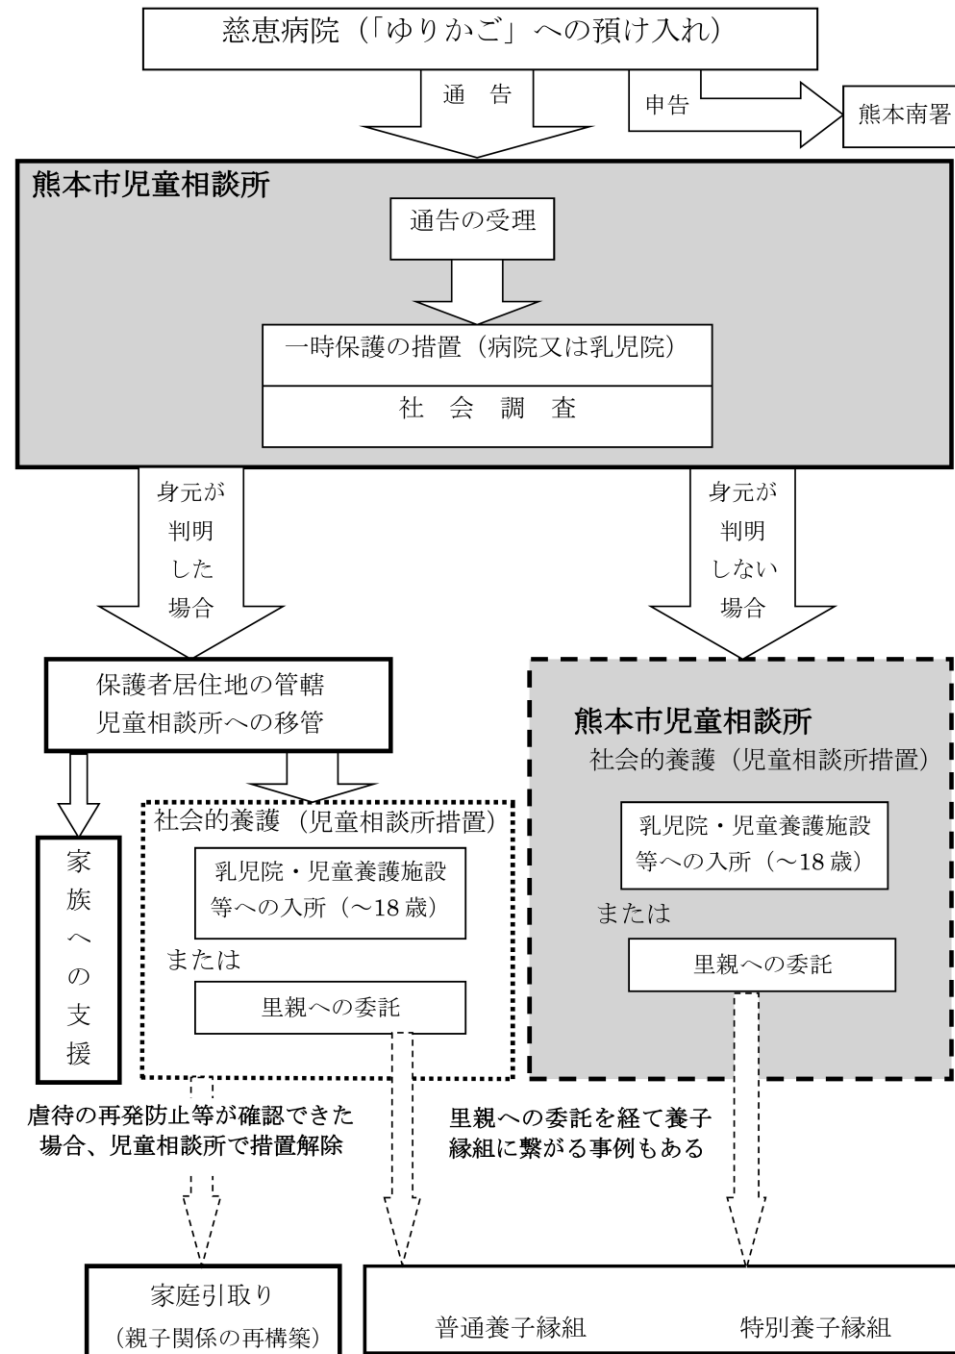 慈恵病院（「ゆりかご」への預け入れ）
通　告
申告
熊本南署
熊本市児童相談所
通告の受理
一時保護の措置（病院又は乳児院）
社　会　調　査
身元が
判明
した
場合
身元が
判明
しない
場合
保護者居住地の管轄
児童相談所への移管
家族への支援
社会的養護（児童相談所措置）
乳児院・児童養護施設
等への入所（～18歳）
または
里親への委託
熊本市児童相談所
社会的養護（児童相談所措置）
乳児院・児童養護施設
等への入所（～18歳）
または
里親への委託
虐待の再発防止等が確認できた
場合、児童相談所で措置解除
里親への委託を経て養子
縁組に繋がる事例もある
家庭引取り
（親子関係の再構築）
普通養子縁組
特別養子縁組